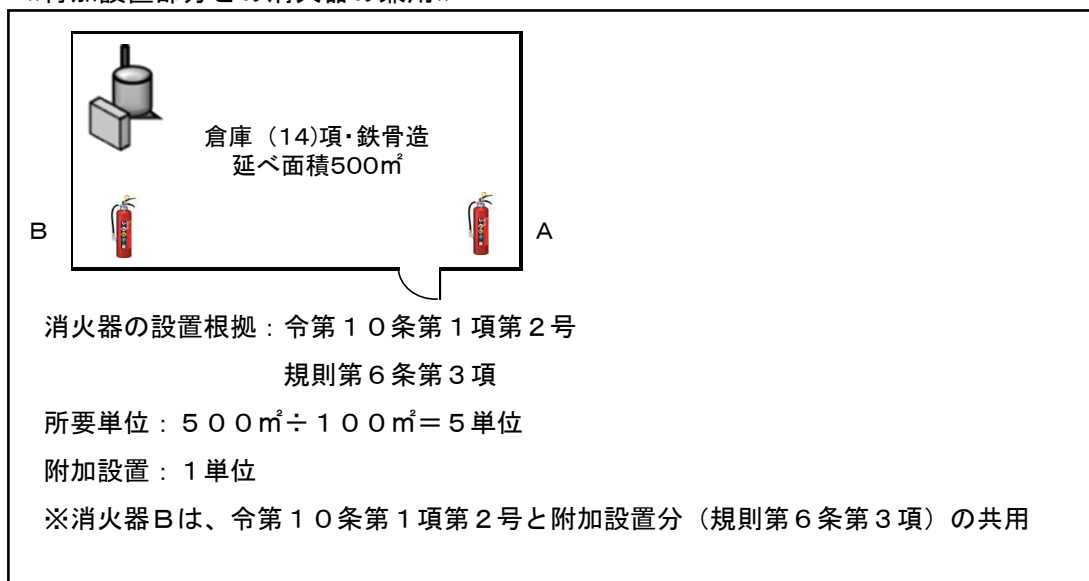 倉庫 (14)項・鉄骨造
延べ面積500㎡
B
A
消火器の設置根拠：令第１０条第１項第２号
規則第６条第３項
所要単位：５００㎡÷１００㎡＝５単位
附加設置：１単位
※消火器Ｂは、令第１０条第１項第２号と附加設置分（規則第６条第３項）の共用